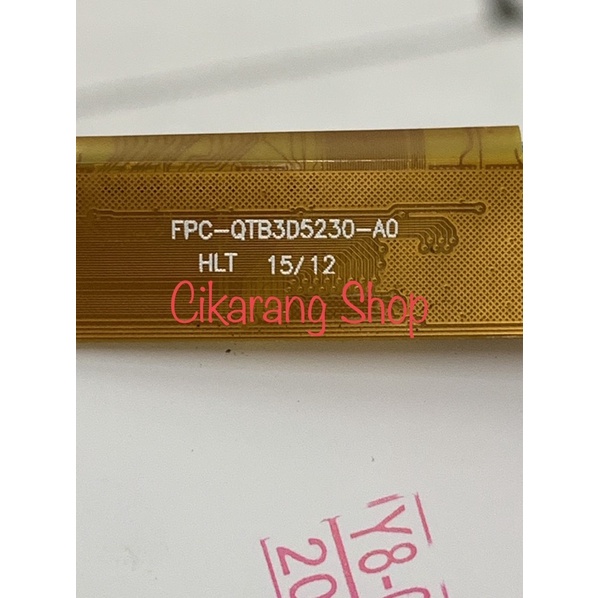 FPC-QTB3D5230-A0
HLT 15/12
Cikarang Shop